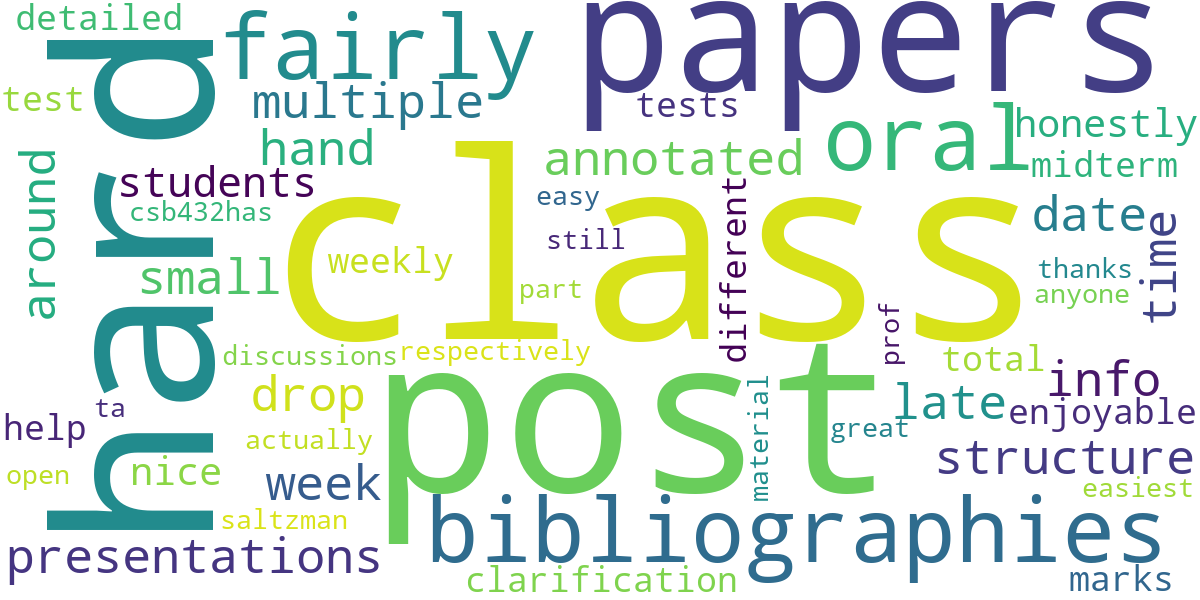 detailed
fairly
papers
hard
test
multiple
tests
oral
honestly
hand
annotated
midterm
around
students
class
easy
different
date
time
csb432has
still
small
weekly
part
thanks
anyone
prof
discussions
respectively
post
total
info
drop
material
late
enjoyable
help
ta
actually
great
structure
open
nice
week
easiest
saltzman
bibliographies
presentations
clarification
marks